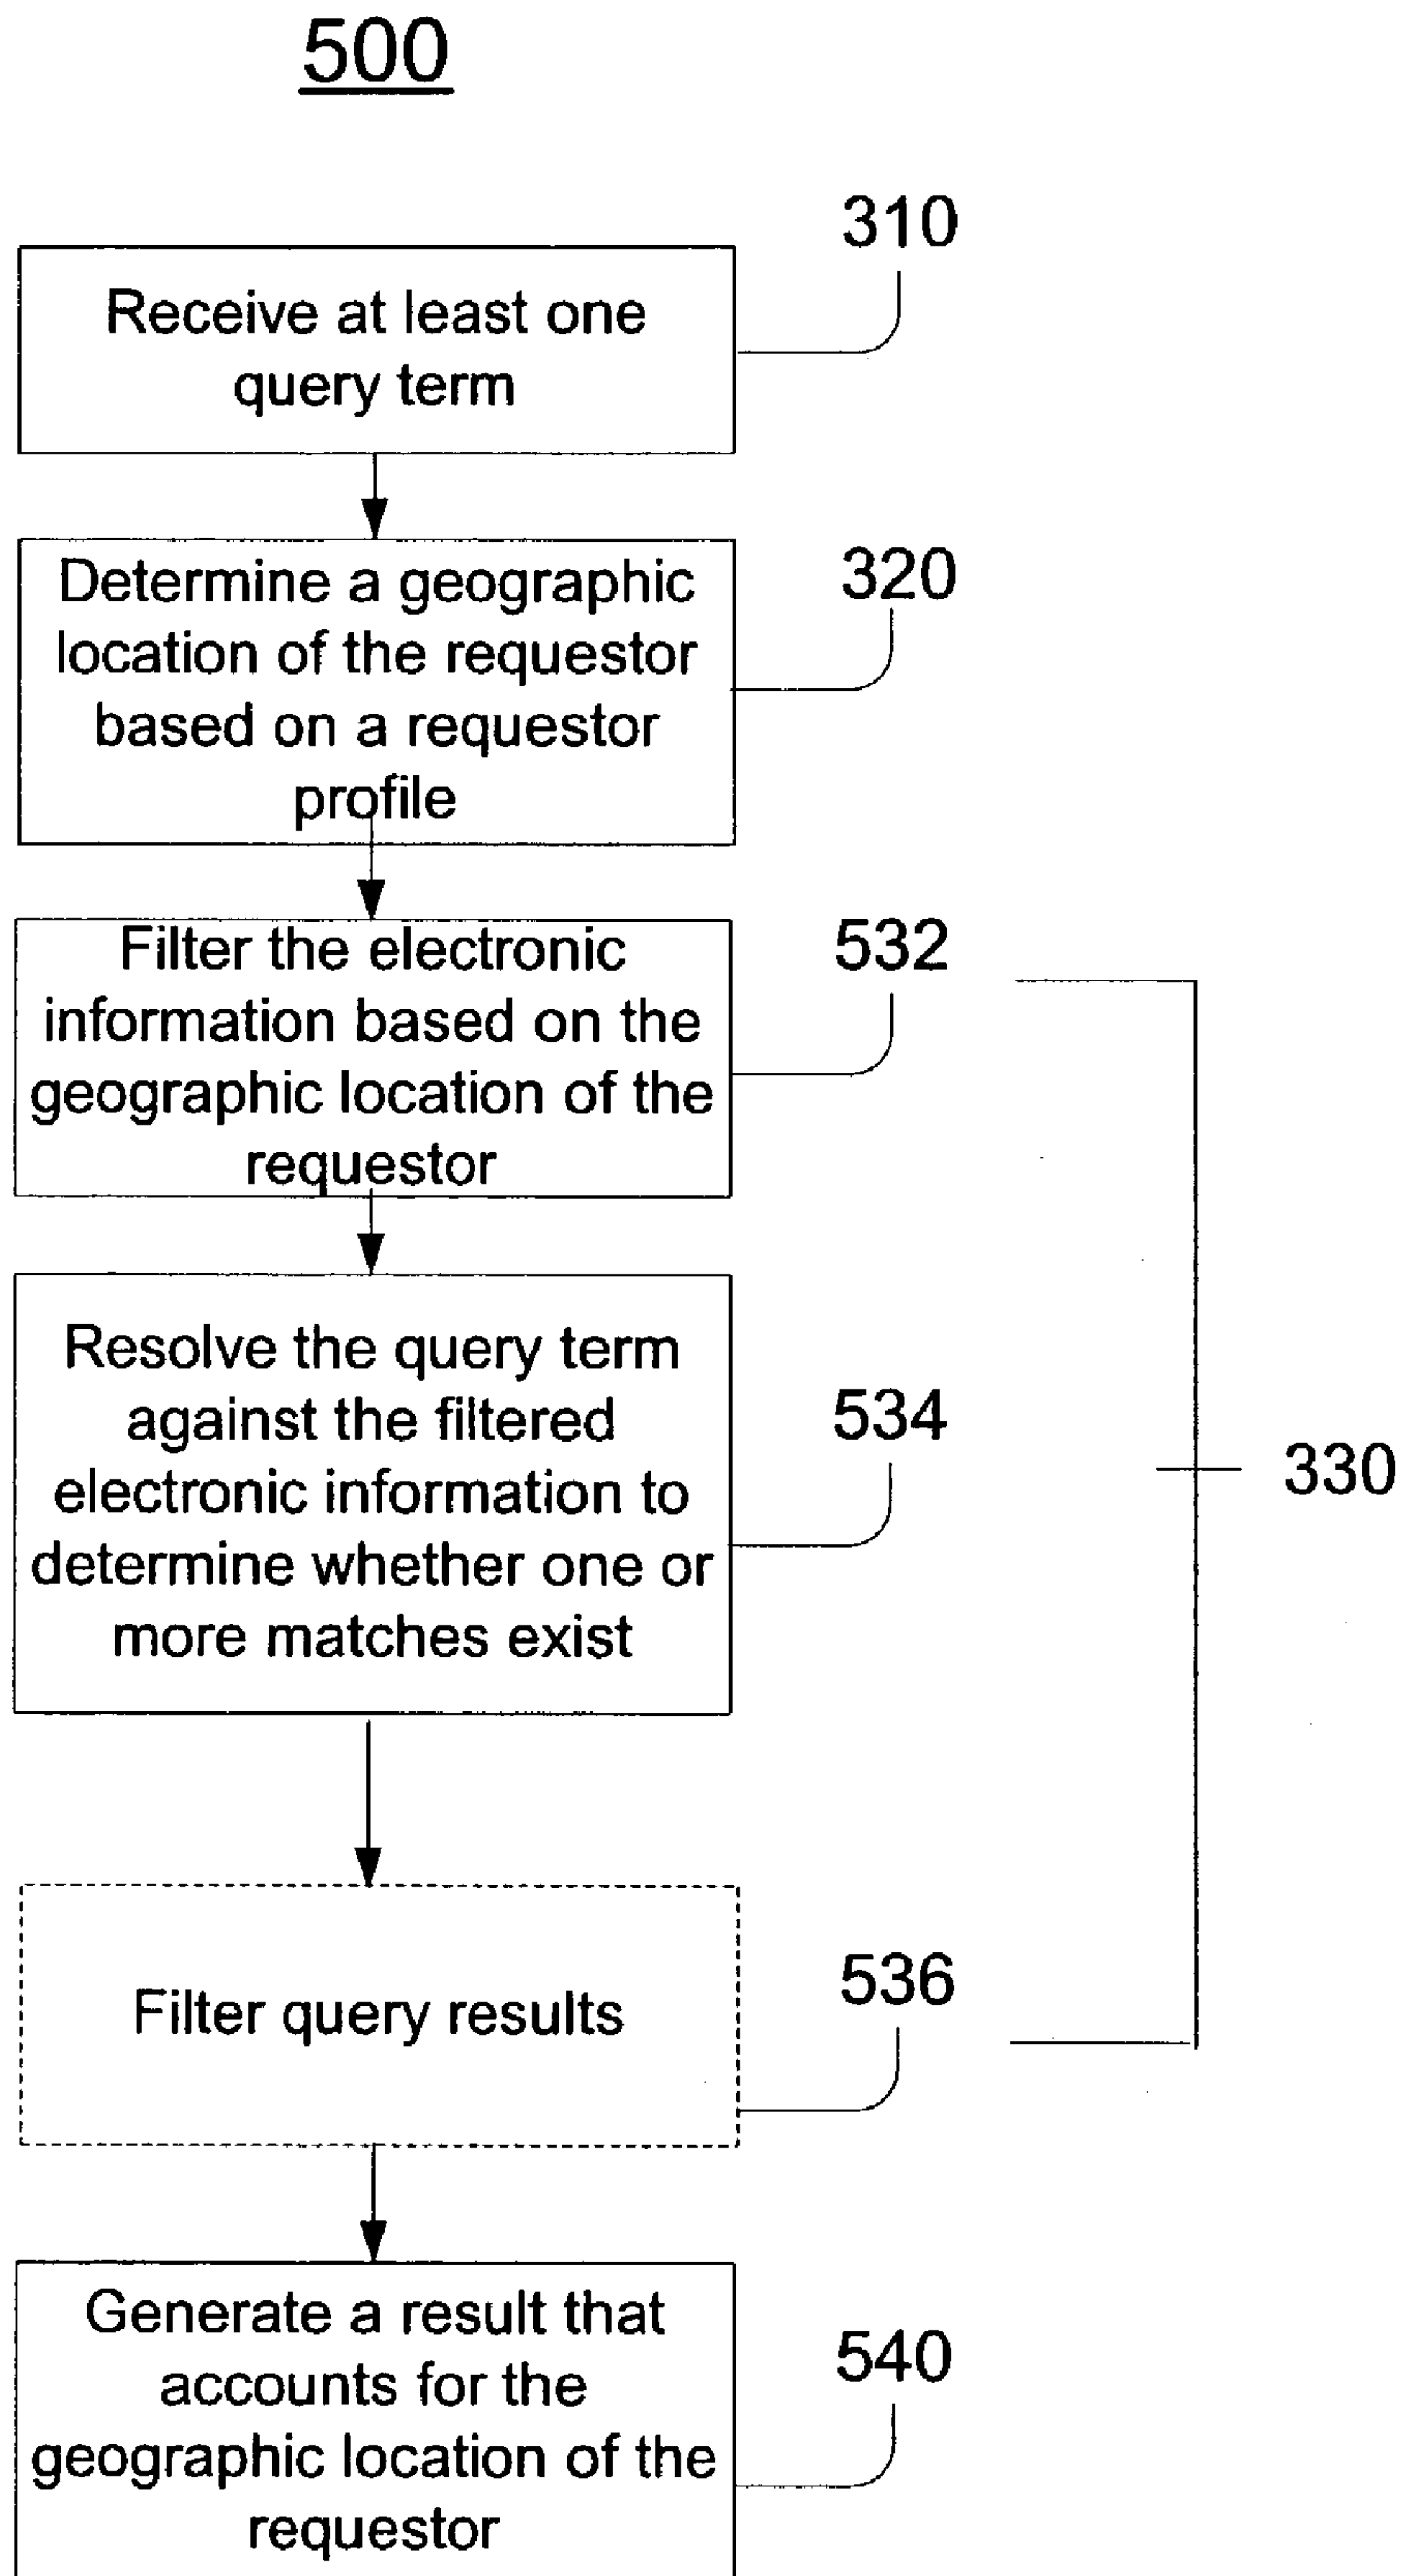 500
310
Receive at least one
query term
320
Determine a geographic
location of the requestor
based on a requestor
profile
532
Filter the electronic
information based on the
geographic location of the
requestor
534
Resolve the query term
against the filtered
electronic information to
determine whether one or
more matches exist
330
536
Filter query results
540
Generate a result that
accounts for the
geographic location of the
requestor